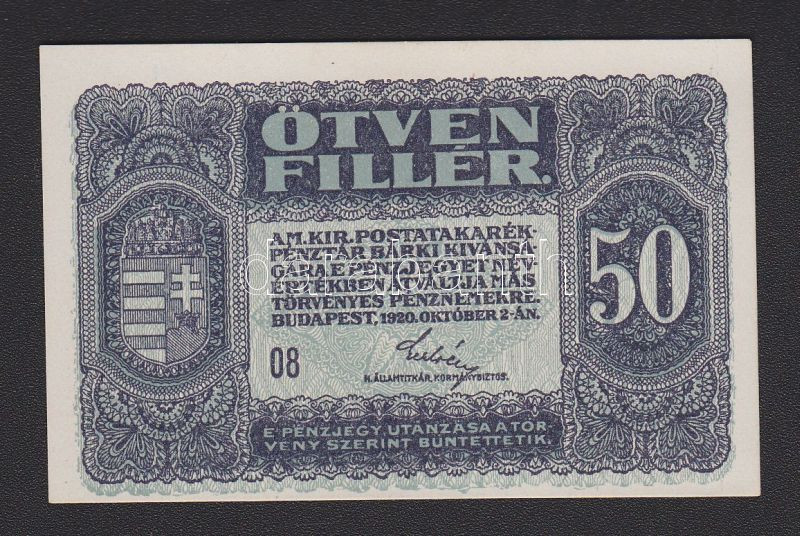 ÖTVEN
FILLÉR.
A M. KIR. POSTATAKARÉK-
PÉNZTÁR BÁRKI KIVÁNSÁ-
GÁRA E PÉNZJEGYET NÉV-
ÉRTÉKBEN ÁTVÁLTJA MÁS
TÖRVÉNYES PÉNZNEMEKRE.
BUDAPEST, 1920. OKTÓBER 2-ÁN.
50
08
H. ÁLLAMTITKÁR, KORMÁNYBIZTOS.
E PÉNZJEGY UTÁNZÁSA A TÖR
VÉNY SZERINT BÜNTETTETIK.